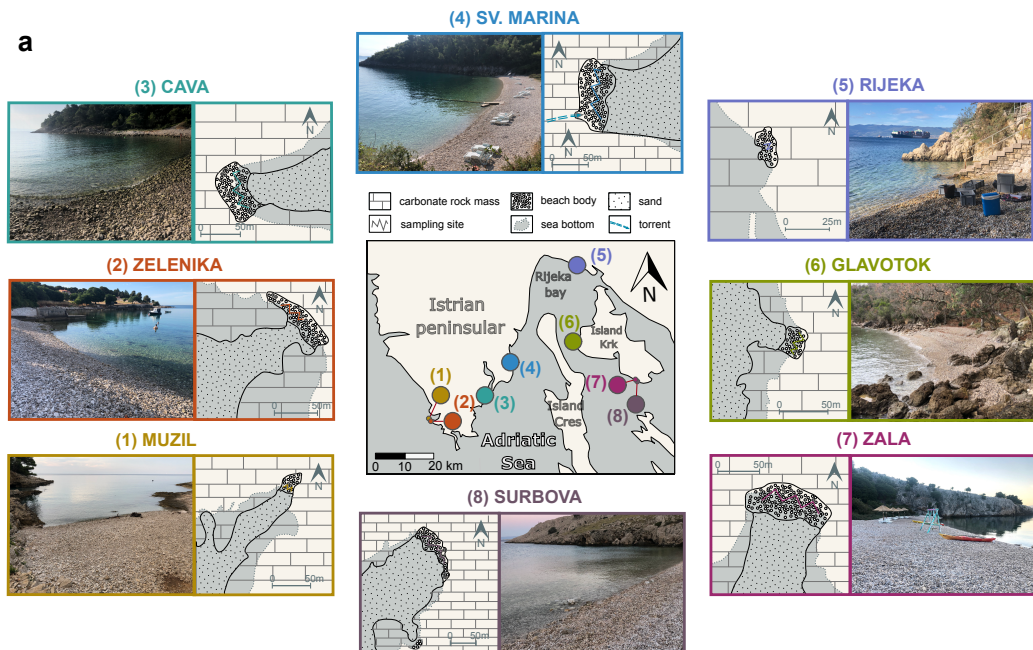 a
(4) SV. MARINA
N
N
50m
(3) CAVA
N
50m
(5) RIJEKA
N
25m
carbonate rock mass
beach body
sand
sampling site
sea bottom
torrent
(2) ZELENIKA
N
50m
(6) GLAVOTOK
N
50m
(5)
Rijeka
bay
N
Istrian
peninsular
(6)
Island
Krk
(4)
(1)
(7)
(2)
(3)
Island
Cres
(8)
Adriatic
Sea
0 10 20 km
(1) MUZIL
N
50m
(7) ZALA
50m
N
(8) SURBOVA
N
50m